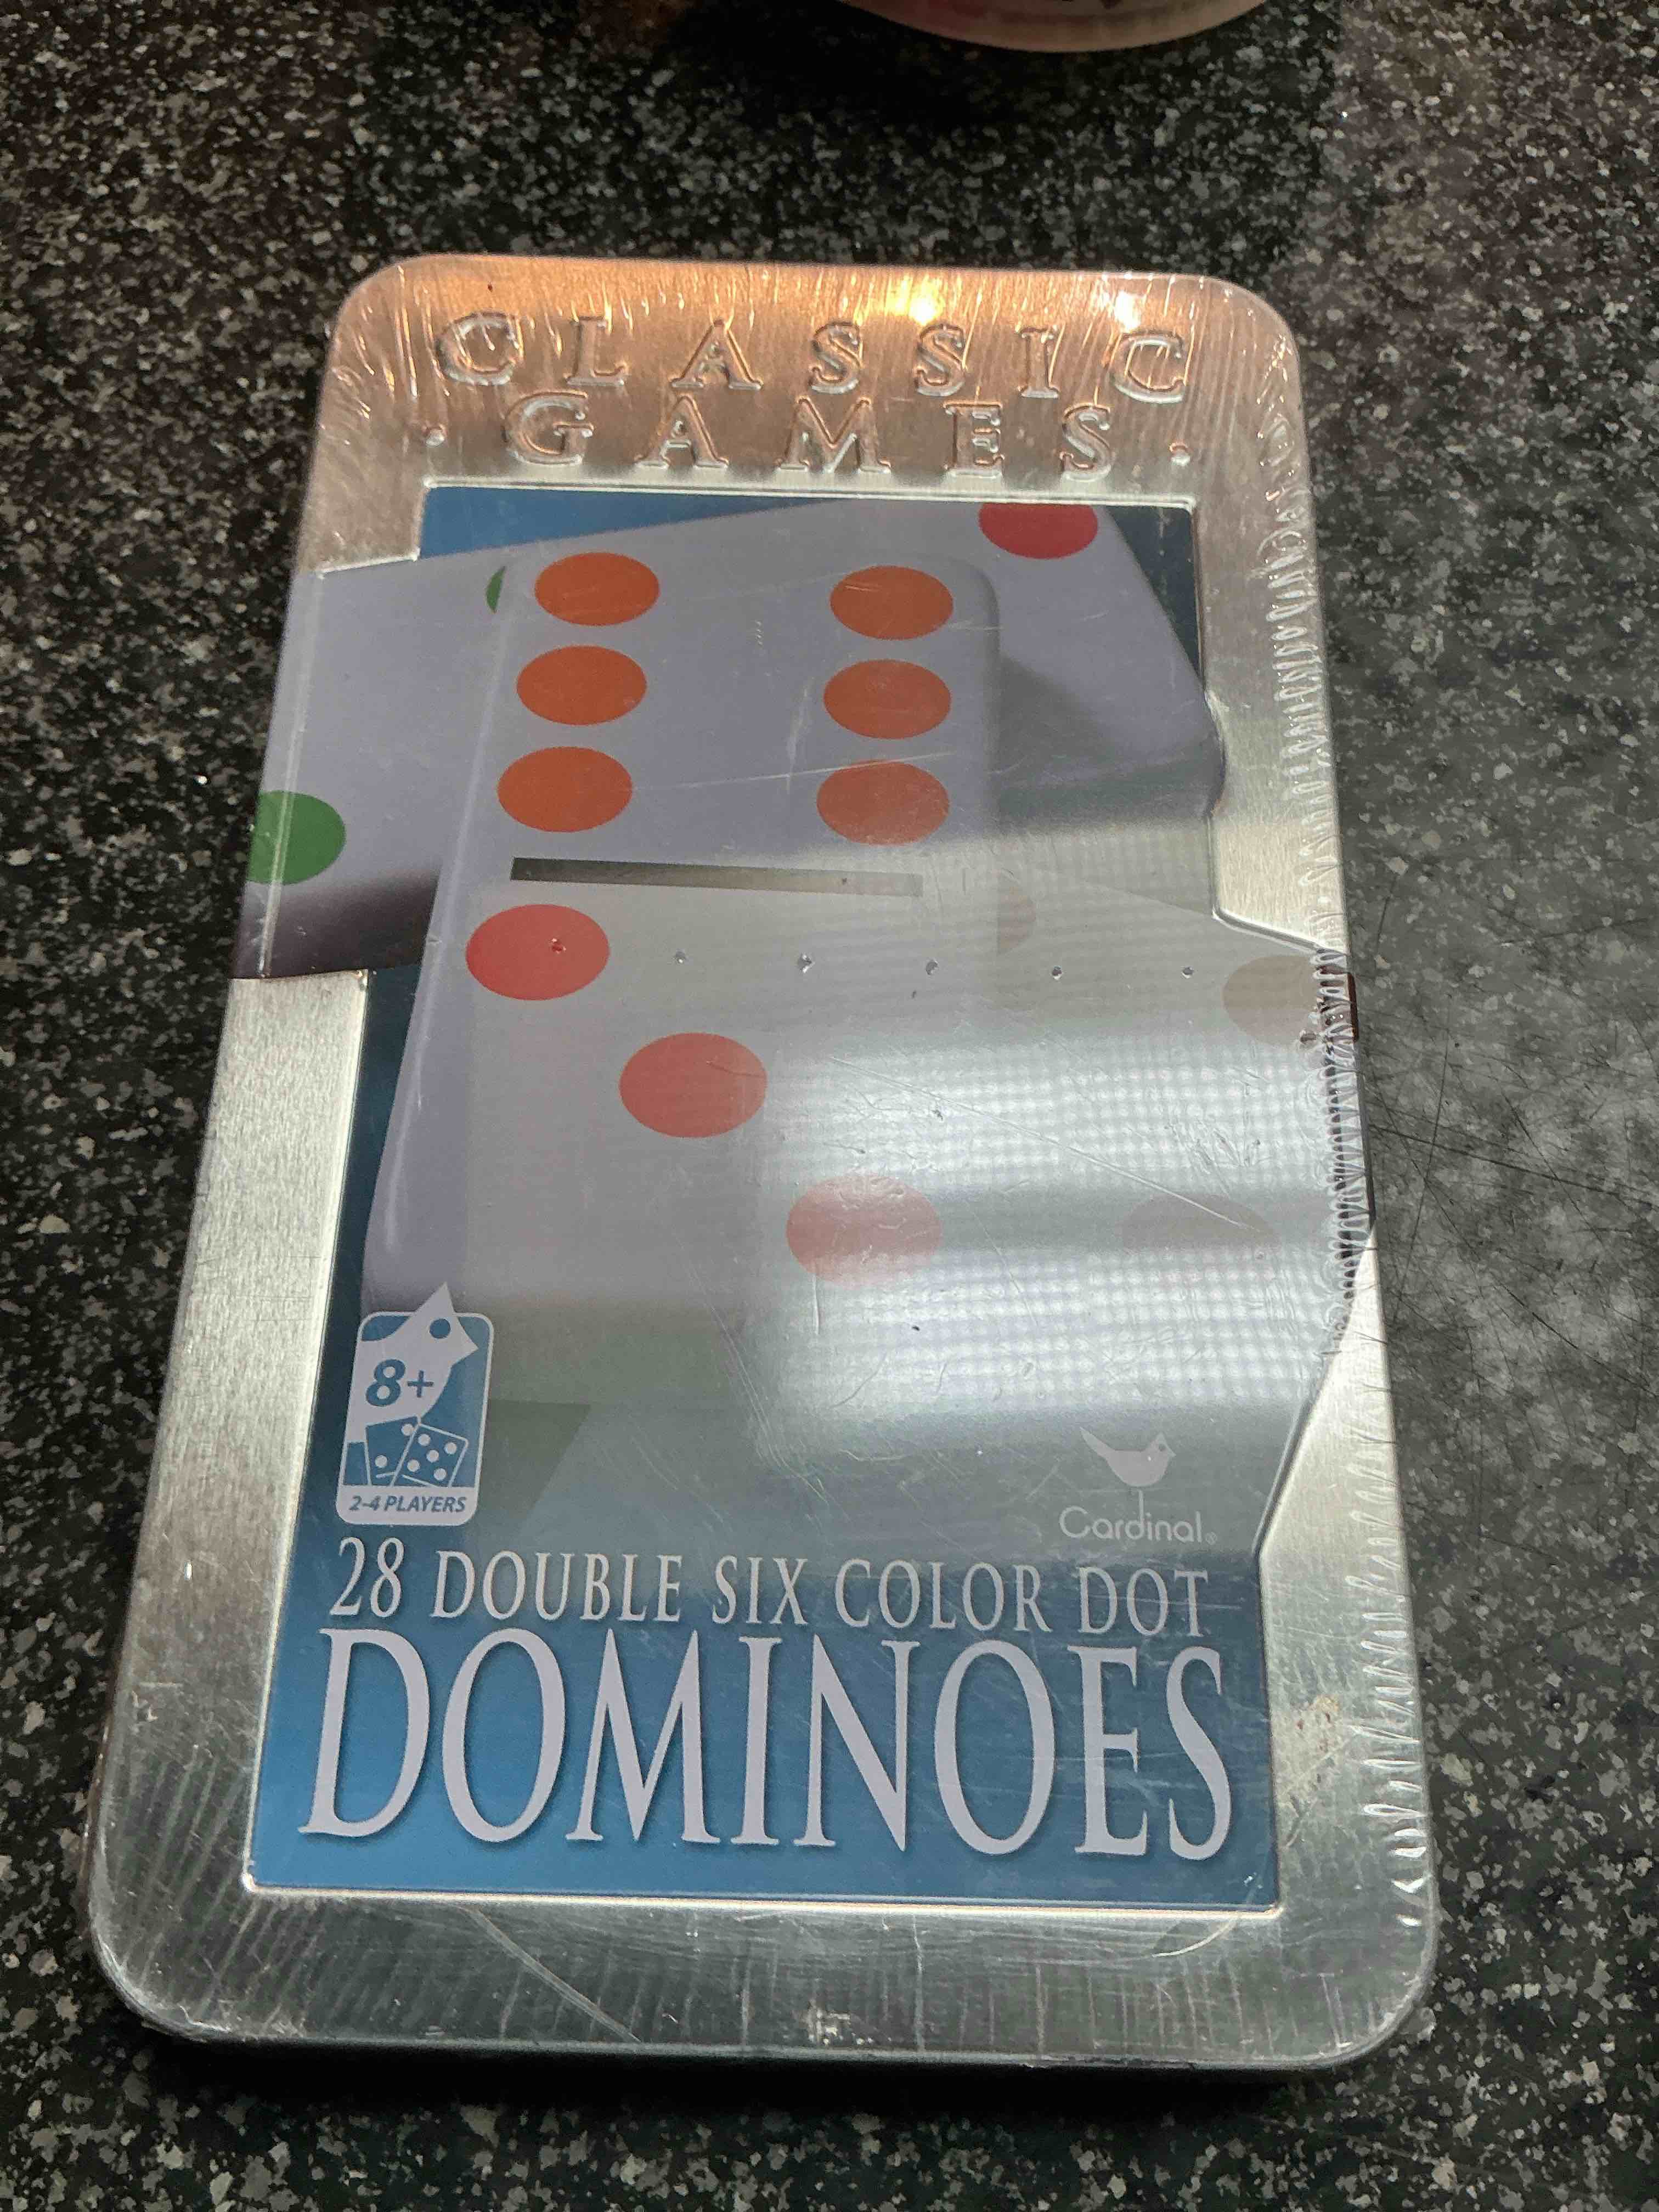 CLASSIC
· GAMES ·
8+
2-4 PLAYERS
Cardinal®
28 DOUBLE SIX COLOR DOT
DOMINOES